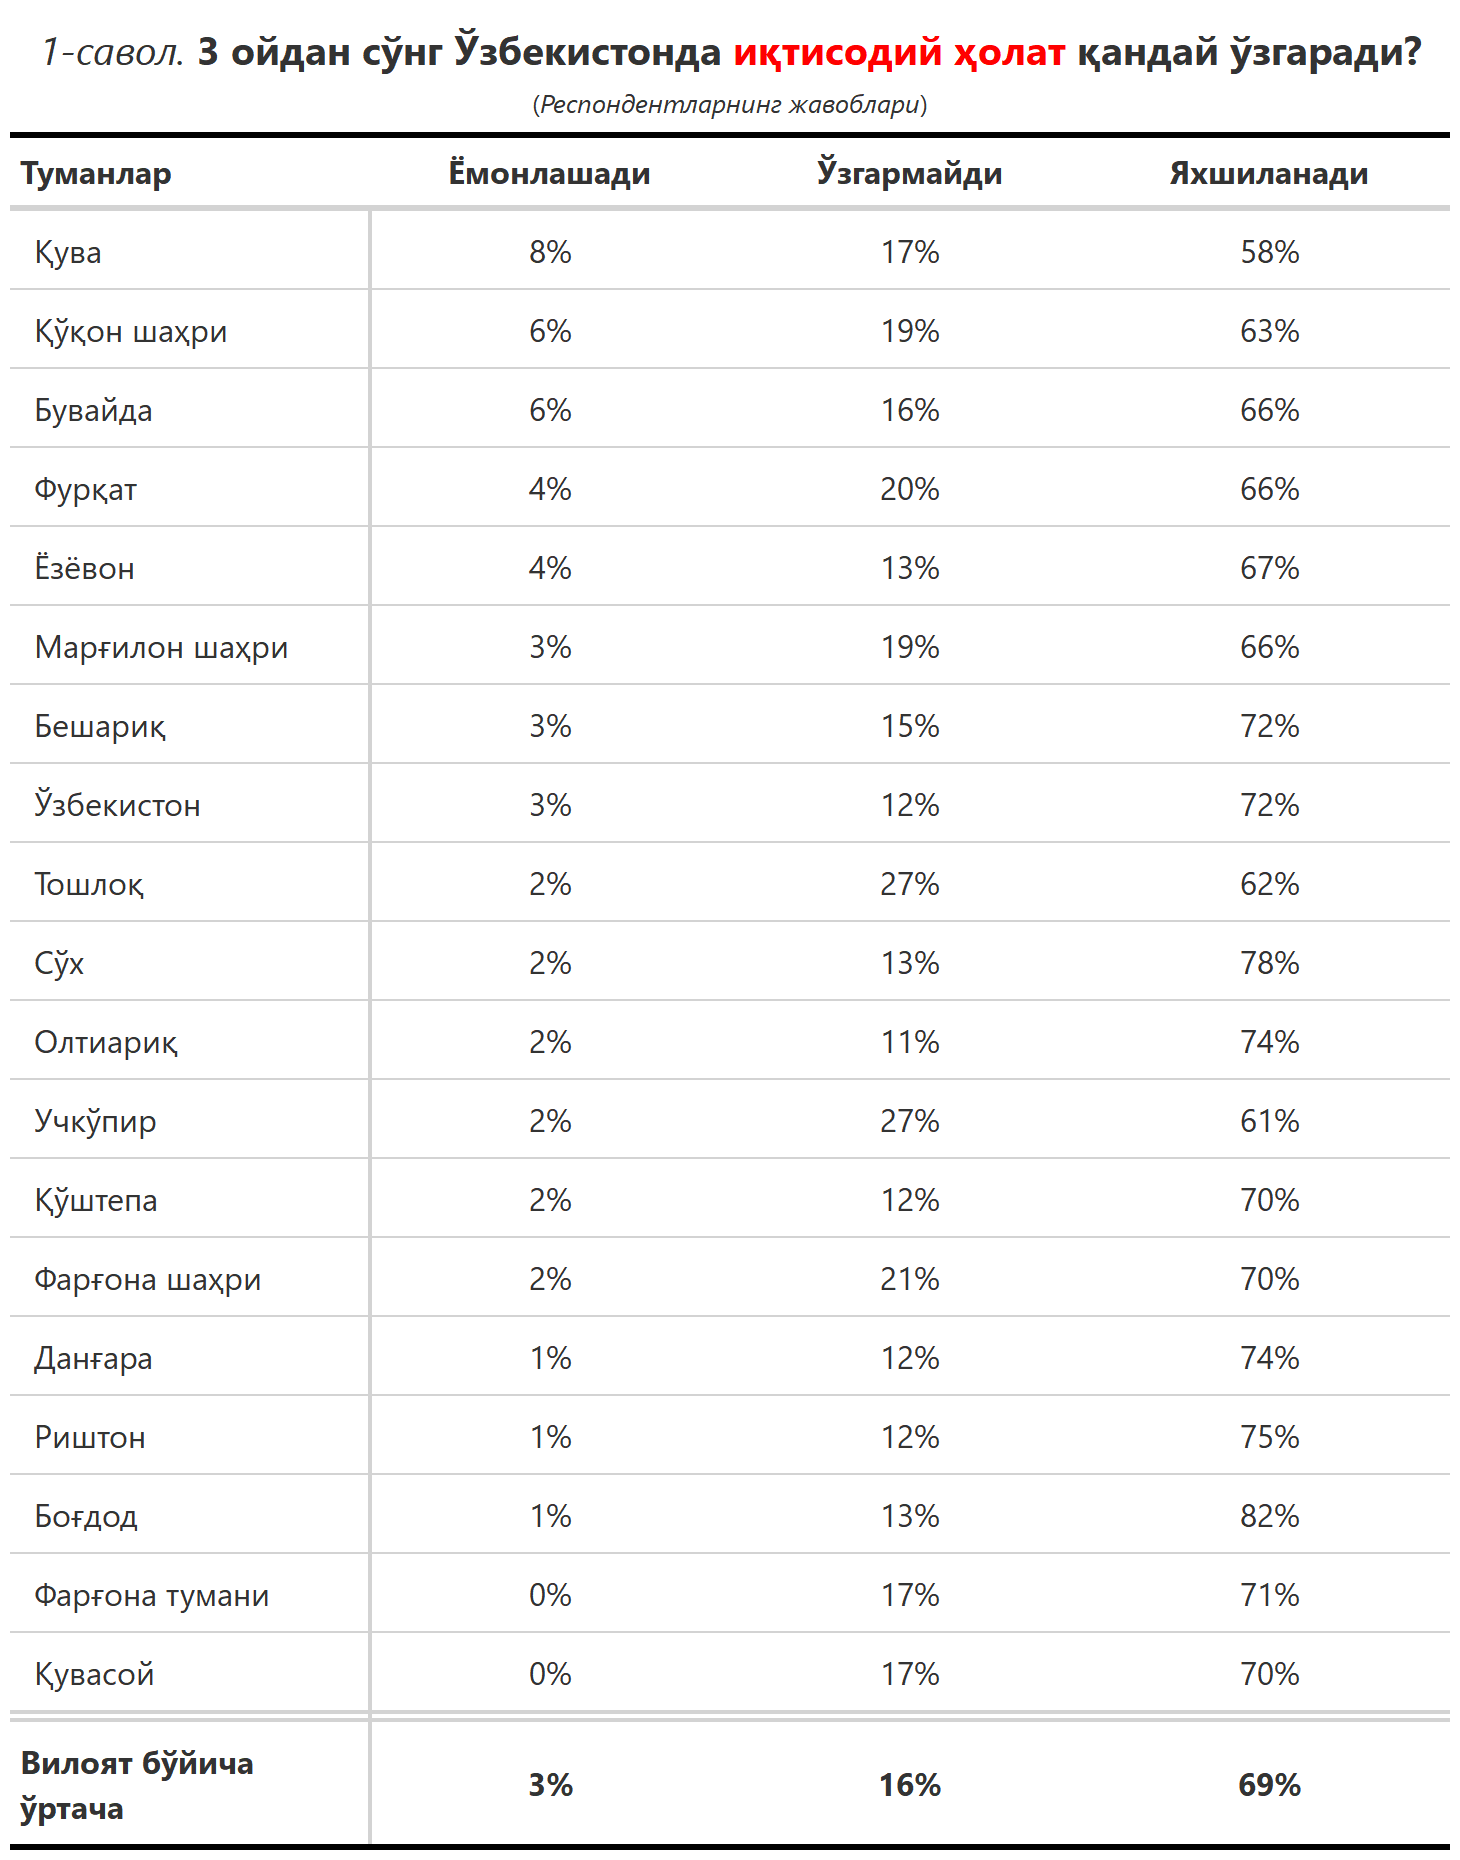 1-савол. 3 ойдан сўнг Ўзбекистонда иқтисодий ҳолат қандай ўзгаради?
(Респондентларнинг жавоблари)
Туманлар Ёмонлашади Ўзгармайди Яхшиланади
Қува 8% 17% 58%
Қўқон шаҳри 6% 19% 63%
Бувайда 6% 16% 66%
Фурқат 4% 20% 66%
Ёзёвон 4% 13% 67%
Марғилон шаҳри 3% 19% 66%
Бешариқ 3% 15% 72%
Ўзбекистон 3% 12% 72%
Тошлоқ 2% 27% 62%
Сўх 2% 13% 78%
Олтиариқ 2% 11% 74%
Учкўпир 2% 27% 61%
Қўштепа 2% 12% 70%
Фарғона шаҳри 2% 21% 70%
Данғара 1% 12% 74%
Риштон 1% 12% 75%
Боғдод 1% 13% 82%
Фарғона тумани 0% 17% 71%
Қувасой 0% 17% 70%
Вилоят бўйича
ўртача 3% 16% 69%